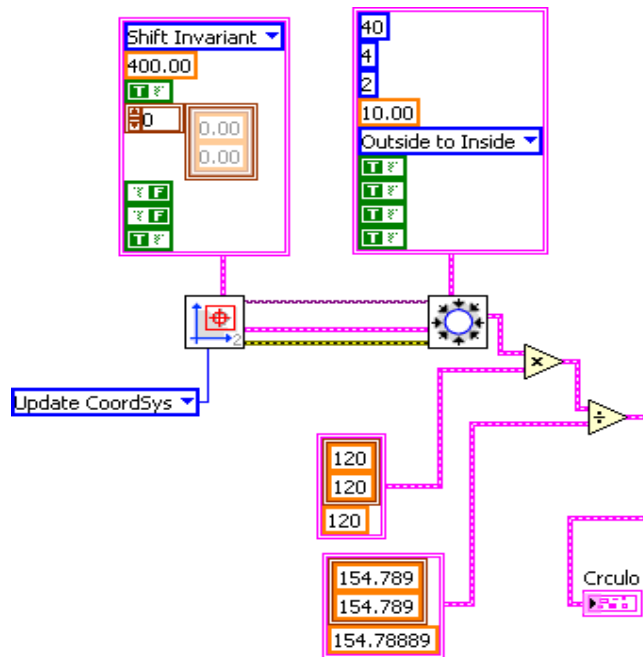 Shift Invariant
400.00
T F
0
0.00
0.00
F
F
T F
40
4
2
10.00
Outside to Inside
T F
T F
T F
T F
2
Update CoordSys
×
÷
120
120
120
154.789
154.789
154.78889
Crculo